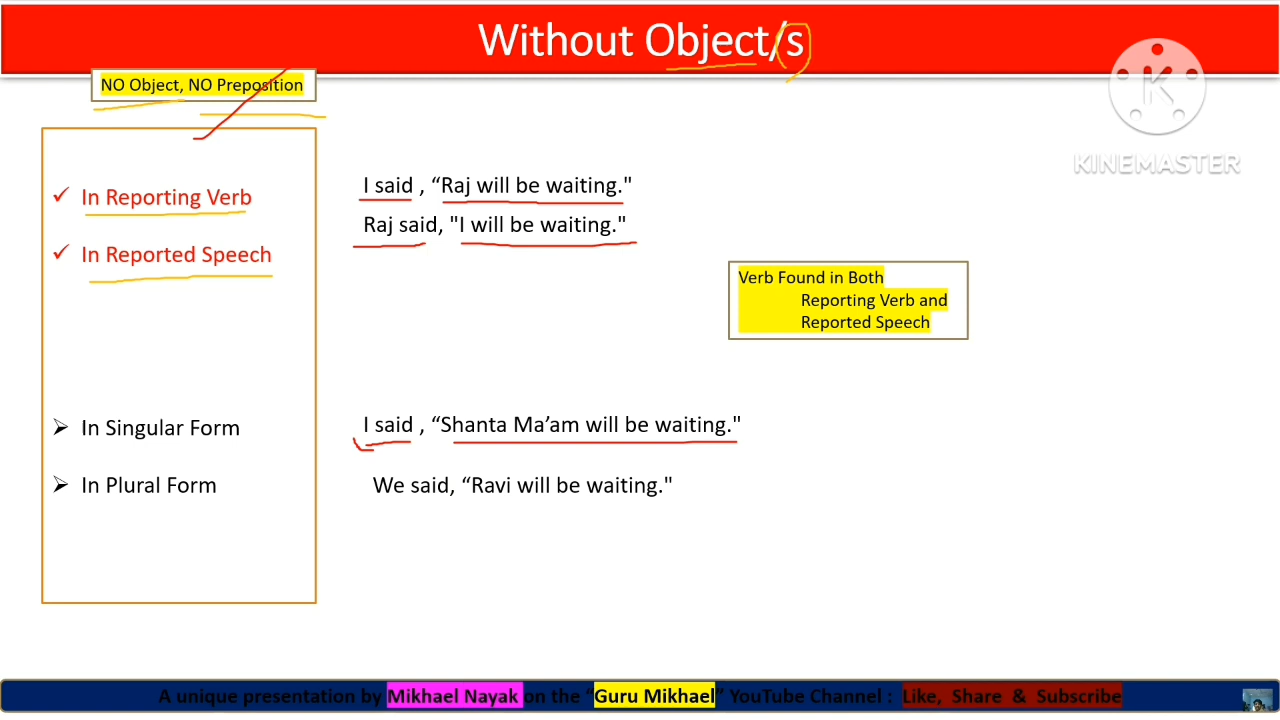 Without Object/s
NO Object, NO Preposition
K
KINEMASTER
✓ In Reporting Verb
I said , “Raj will be waiting."
Raj said, "I will be waiting."
✓ In Reported Speech
Verb Found in Both
Reporting Verb and
Reported Speech
➢ In Singular Form
I said , “Shanta Ma’am will be waiting."
➢ In Plural Form
We said, “Ravi will be waiting."
A unique presentation by Mikhael Nayak on the “Guru Mikhael” YouTube Channel : Like, Share & Subscribe